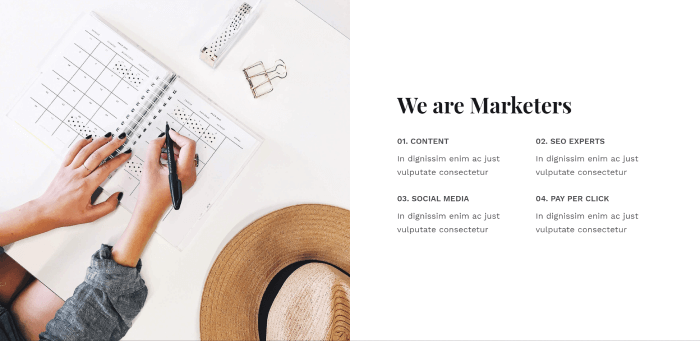 We are Marketers
01. CONTENT
In dignissim enim ac just
vulputate consectetur
02. SEO EXPERTS
In dignissim enim ac just
vulputate consectetur
03. SOCIAL MEDIA
In dignissim enim ac just
vulputate consectetur
04. PAY PER CLICK
In dignissim enim ac just
vulputate consectetur